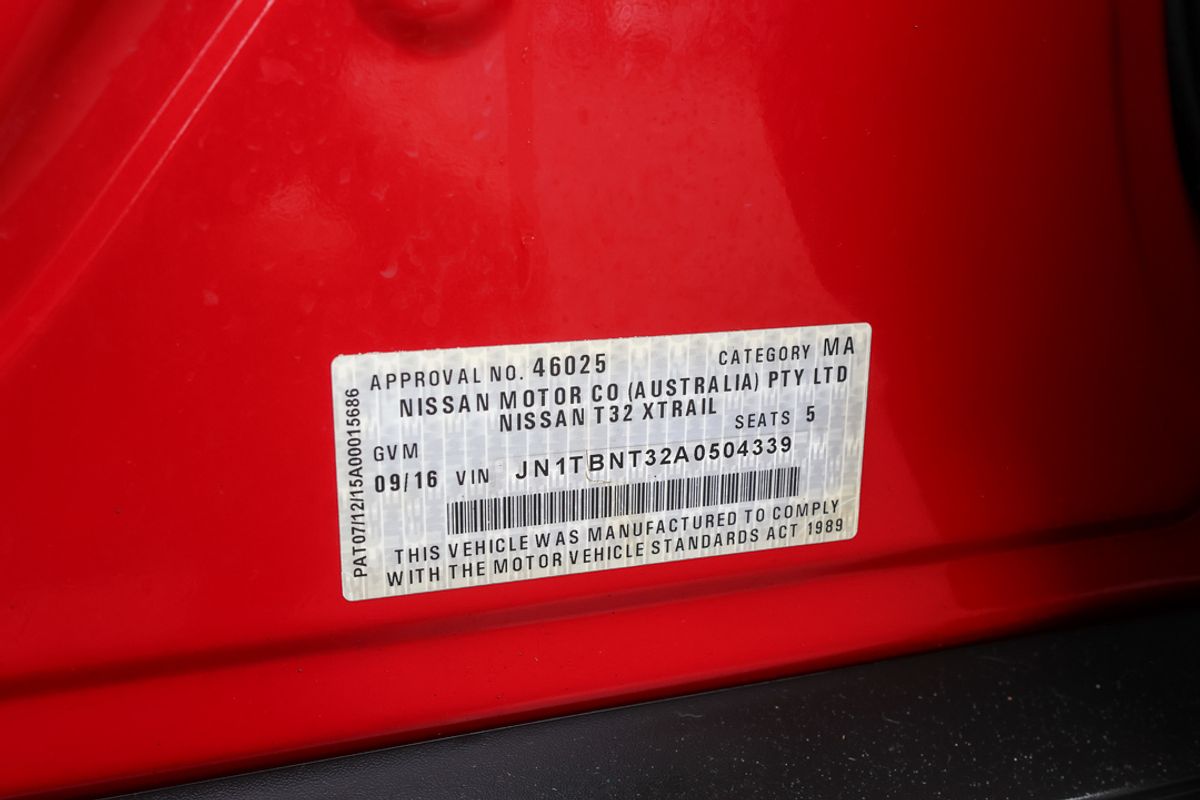 APPROVAL NO. 46025 CATEGORY MA
NISSAN MOTOR CO (AUSTRALIA) PTY LTD
NISSAN T32 XTRAIL
SEATS 5
GVM
09/16 VIN JN1TBNT32A0504339
THIS VEHICLE WAS MANUFACTURED TO COMPLY
WITH THE MOTOR VEHICLE STANDARDS ACT 1989
PAT07/12/15A00015686